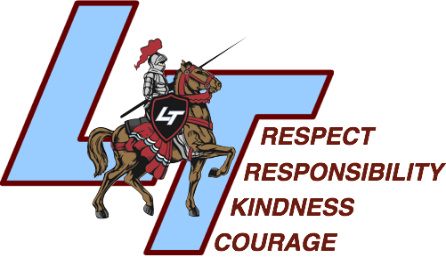 LT
LT
RESPECT
RESPONSIBILITY
KINDNESS
COURAGE